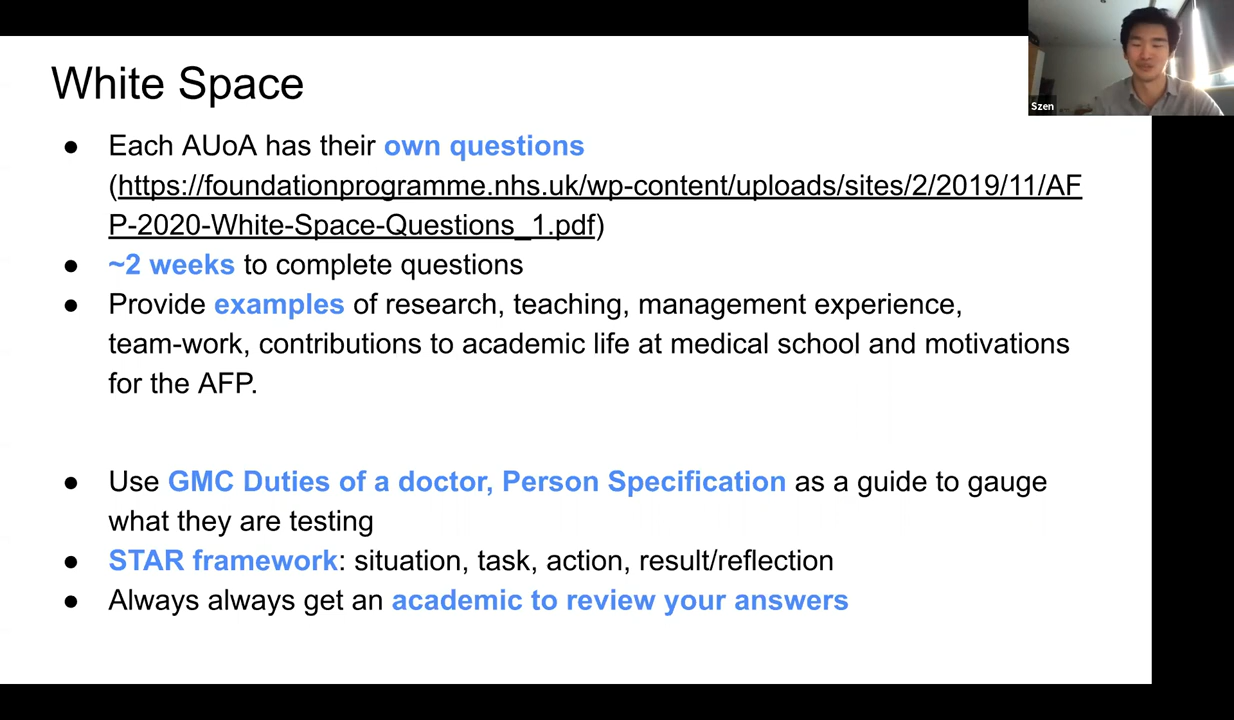 White Space
Szen
● Each AUoA has their own questions
(https://foundationprogramme.nhs.uk/wp-content/uploads/sites/2/2019/11/AF
P-2020-White-Space-Questions_1.pdf)
● ~2 weeks to complete questions
● Provide examples of research, teaching, management experience,
team-work, contributions to academic life at medical school and motivations
for the AFP.
● Use GMC Duties of a doctor, Person Specification as a guide to gauge
what they are testing
● STAR framework: situation, task, action, result/reflection
● Always always get an academic to review your answers